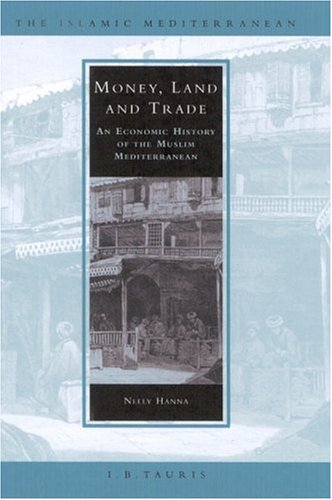 THE ISLAMIC MEDITERRANEAN
MONEY, LAND
AND TRADE
AN ECONOMIC HISTORY
OF THE MUSLIM
MEDITERRANEAN
NELLY HANNA
I.B.TAURIS